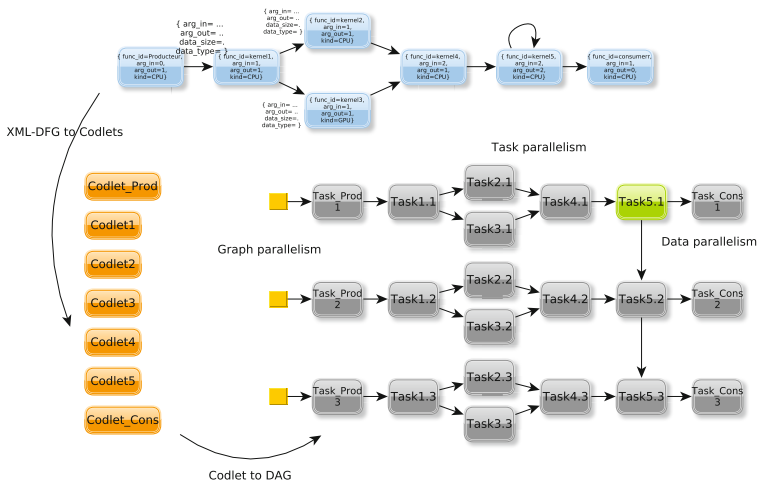 { arg_in= ...
arg_out= ..
data_size=.
data_type= }
{ arg_in= ...
arg_out= ..
data_size=.
data_type= }
{ func_id=kernel2,
arg_in=1,
arg_out=1,
kind=CPU}
{ func_id=Producteur,
arg_in=0,
arg_out=1,
kind=CPU}
{ func_id=kernel1,
arg_in=1,
arg_out=1,
kind=CPU}
{ func_id=kernel4,
arg_in=2,
arg_out=1,
kind=CPU}
{ func_id=kernel5,
arg_in=2,
arg_out=2,
kind=CPU}
{ func_id=consumerr,
arg_in=1,
arg_out=0,
kind=CPU}
{ arg_in= ...
arg_out= ..
data_size=.
data_type= }
{ func_id=kernel3,
arg_in=1,
arg_out=1,
kind=GPU}
XML-DFG to Codlets
Task parallelism
Codlet_Prod
Codlet1
Codlet2
Codlet3
Codlet4
Codlet5
Codlet_Cons
Graph parallelism
Data parallelism
Task_Prod
1
Task1.1
Task2.1
Task3.1
Task4.1
Task5.1
Task_Cons
1
Task_Prod
2
Task1.2
Task2.2
Task3.2
Task4.2
Task5.2
Task_Cons
2
Task_Prod
3
Task1.3
Task2.3
Task3.3
Task4.3
Task5.3
Task_Cons
3
Codlet to DAG